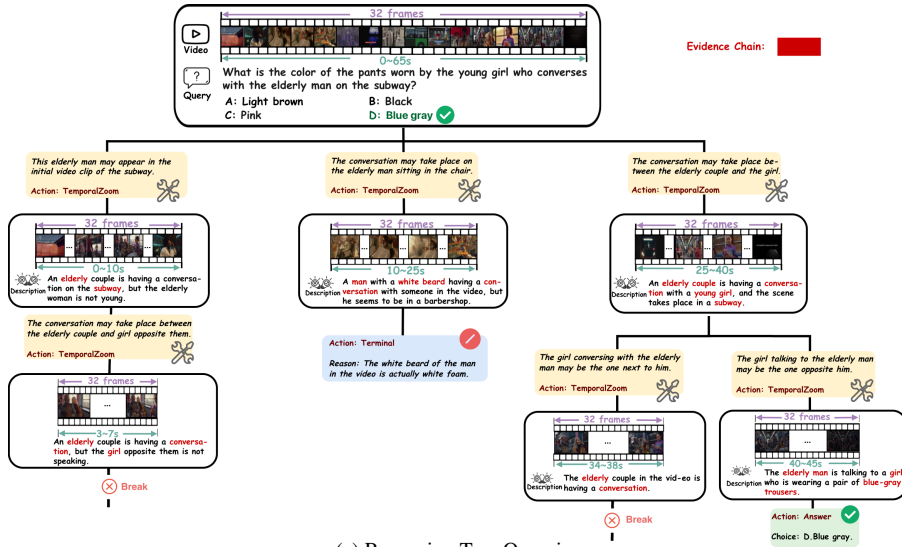 32 frames
Video
0~65s
Query
What is the color of the pants worn by the young girl who converses
with the elderly man on the subway?
A: Light brown
B: Black
C: Pink
D: Blue gray
Evidence Chain:
This elderly man may appear in the
initial video clip of the subway.
Action: TemporalZoom
32 frames
0~10s
Description
An elderly couple is having a conversa-
tion on the subway, but the elderly
woman is not young.
The conversation may take place between
the elderly couple and girl opposite them.
Action: TemporalZoom
32 frames
3~7s
An elderly couple is having a conversa-
tion, but the girl opposite them is not
speaking.
Break
The conversation may take place on
the elderly man sitting in the chair.
Action: TemporalZoom
32 frames
10~25s
Description
A man with a white beard having a con-
versation with someone in the video, but
he seems to be in a barbershop.
Action: Terminal
Reason: The white beard of the man
in the video is actually white foam.
The conversation may take place be-
tween the elderly couple and the girl.
Action: TemporalZoom
32 frames
25~40s
Description
An elderly couple is having a conversa-
tion with a young girl, and the scene
takes place in a subway.
The girl conversing with the elderly
man may be the one next to him.
Action: TemporalZoom
32 frames
34~38s
Description
The elderly couple in the vid-eo is
having a conversation.
Break
The girl talking to the elderly man
may be the one opposite him.
Action: TemporalZoom
32 frames
40~45s
Description
The elderly man is talking to a girl
who is wearing a pair of blue-gray
trousers.
Action: Answer
Choice: D.Blue gray.